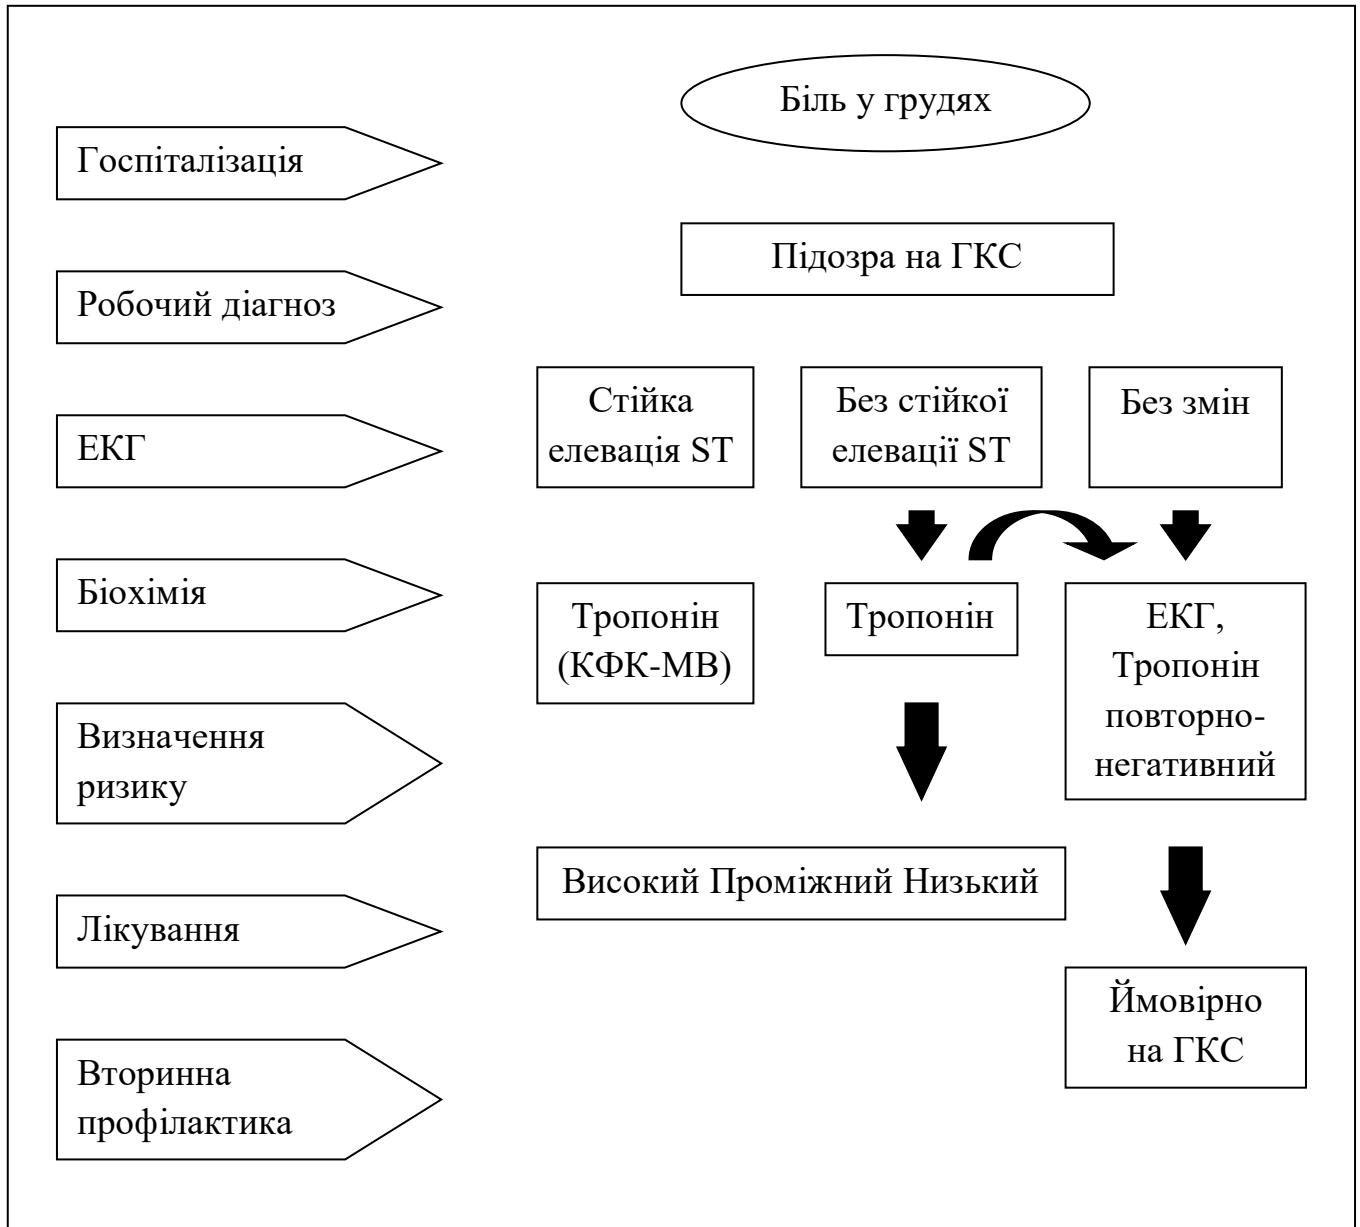 Біль у грудях
Госпіталізація
Підозра на ГКС
Робочий діагноз
Стійка
елевація ST
Без стійкої
елевації ST
Без змін
ЕКГ
Біохімія
Тропонін
(КФК-МВ)
Тропонін
ЕКГ,
Тропонін
повторно-
негативний
Визначення
ризику
Високий Проміжний Низький
Лікування
Ймовірно
на ГКС
Вторинна
профілактика